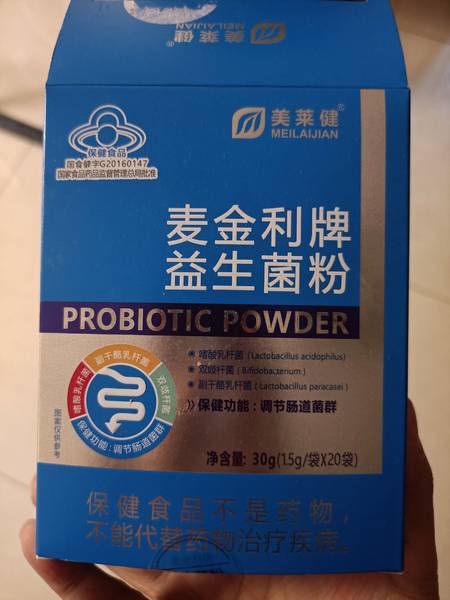 美莱健®
MEILAIJIAN
美莱健®
MEILAIJIAN
保健食品
国食健字G20160147
国家食品药品监督管理总局批准
麦金利牌
益生菌粉
PROBIOTIC POWDER
嗜酸乳杆菌 (Lactobacillus acidophilus)
双歧杆菌 (Bifidobacterium)
副干酪乳杆菌 (Lactobacillus paracasei)
》保健功能:调节肠道菌群
嗜酸乳杆菌
副干酪乳杆菌
双歧杆菌
保健功能:调节肠道菌群
图案仅供参考
净含量: 30g(1.5g/袋X20袋)
保健食品不是药物,
不能代替药物治疗疾病。